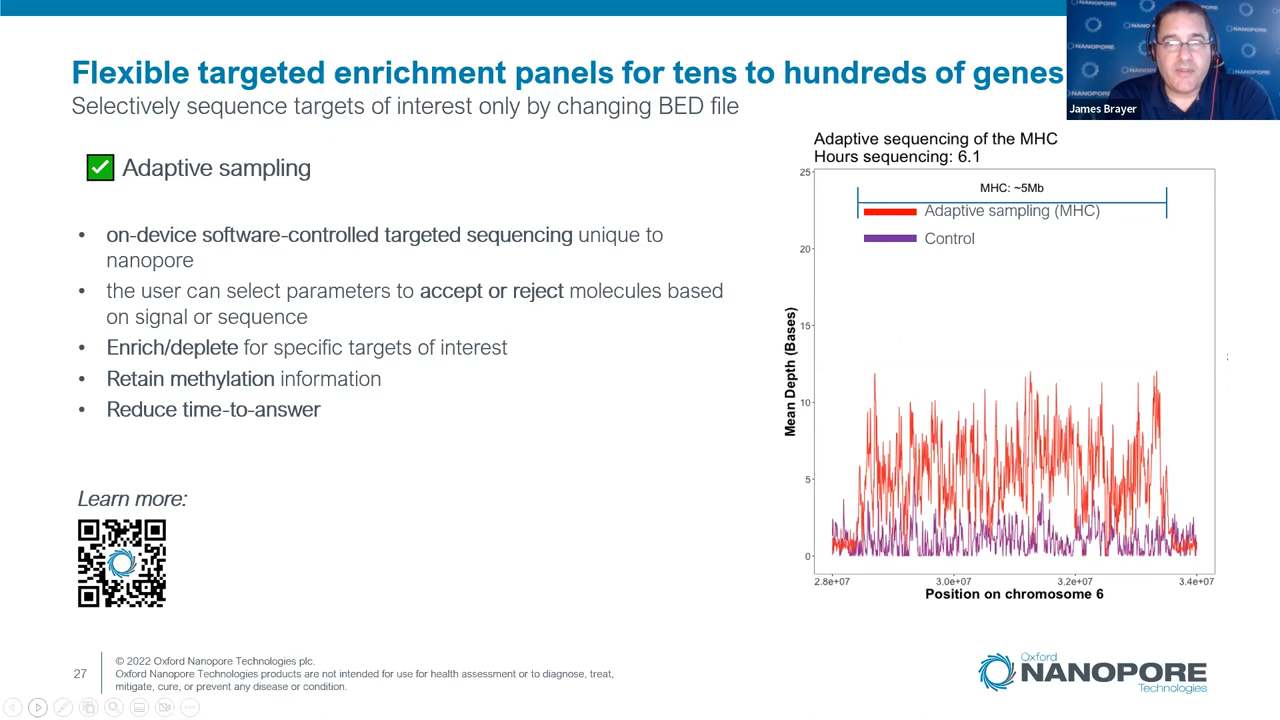 Flexible targeted enrichment panels for tens to hundreds of genes
Selectively sequence targets of interest only by changing BED file
James Brayer
Adaptive sampling
• on-device software-controlled targeted sequencing unique to
nanopore
• the user can select parameters to accept or reject molecules based
on signal or sequence
• Enrich/deplete for specific targets of interest
• Retain methylation information
• Reduce time-to-answer
Learn more:
Adaptive sequencing of the MHC
Hours sequencing: 6.1
MHC: ~5Mb
Adaptive sampling (MHC)
Control
Mean Depth (Bases)
25
20
15
10
5
0
2.8e+07 3.0e+07 3.2e+07 3.4e+07
Position on chromosome 6
27
© 2022 Oxford Nanopore Technologies plc.
Oxford Nanopore Technologies products are not intended for use for health assessment or to diagnose, treat,
mitigate, cure, or prevent any disease or condition.
Oxford
NANOPORE
Technologies